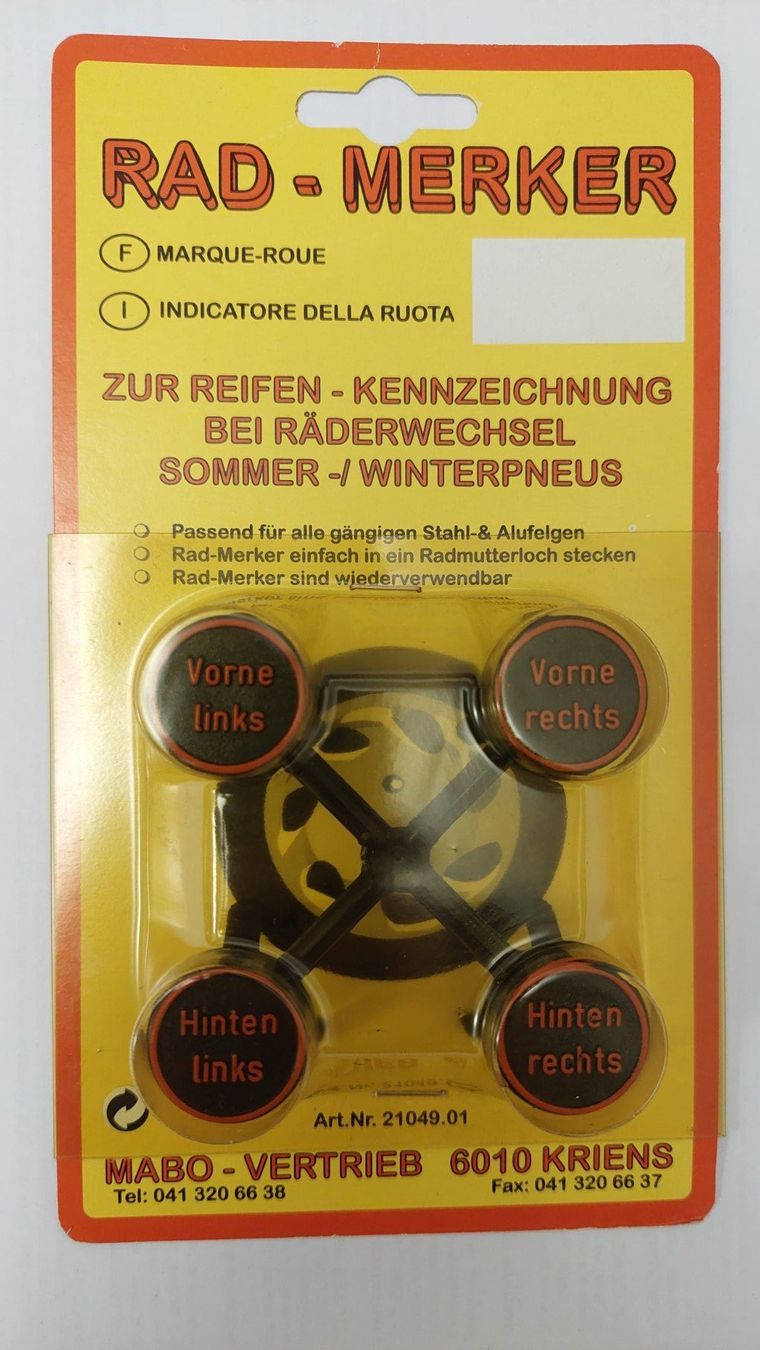 RAD - MERKER
F MARQUE-ROUE
I INDICATORE DELLA RUOTA
ZUR REIFEN - KENNZEICHNUNG
BEI RÄDERWECHSEL
SOMMER -/ WINTERPNEUS
Passend für alle gängigen Stahl-& Alufelgen
Rad-Merker einfach in ein Radmutterloch stecken
Rad-Merker sind wiederverwendbar
Vorne
links
Vorne
rechts
Hinten
links
Hinten
rechts
Art.Nr. 21049.01
MABO - VERTRIEB 6010 KRIENS
Tel: 041 320 66 38 Fax: 041 320 66 37